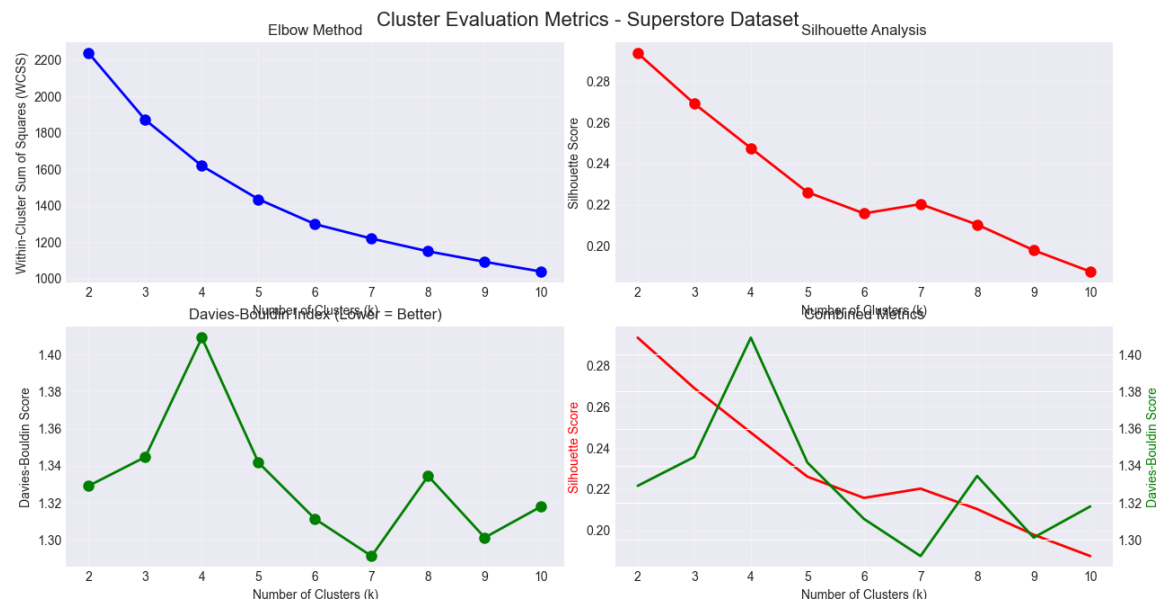 Cluster Evaluation Metrics - Superstore Dataset
Elbow Method
Within-Cluster Sum of Squares (WCSS)
2200
2000
1800
1600
1400
1200
1000
2 3 4 5 6 7 8 9 10
Number of Clusters (k)
Silhouette Analysis
Silhouette Score
0.28
0.26
0.24
0.22
0.20
2 3 4 5 6 7 8 9 10
Number of Clusters (k)
Davies-Bouldin Index (Lower = Better)
Davies-Bouldin Score
1.40
1.38
1.36
1.34
1.32
1.30
2 3 4 5 6 7 8 9 10
Number of Clusters (k)
Combined Metrics
Silhouette Score
0.28
0.26
0.24
0.22
0.20
1.40
1.38
1.36
1.34
1.32
1.30
Davies-Bouldin Score
2 3 4 5 6 7 8 9 10
Number of Clusters (k)